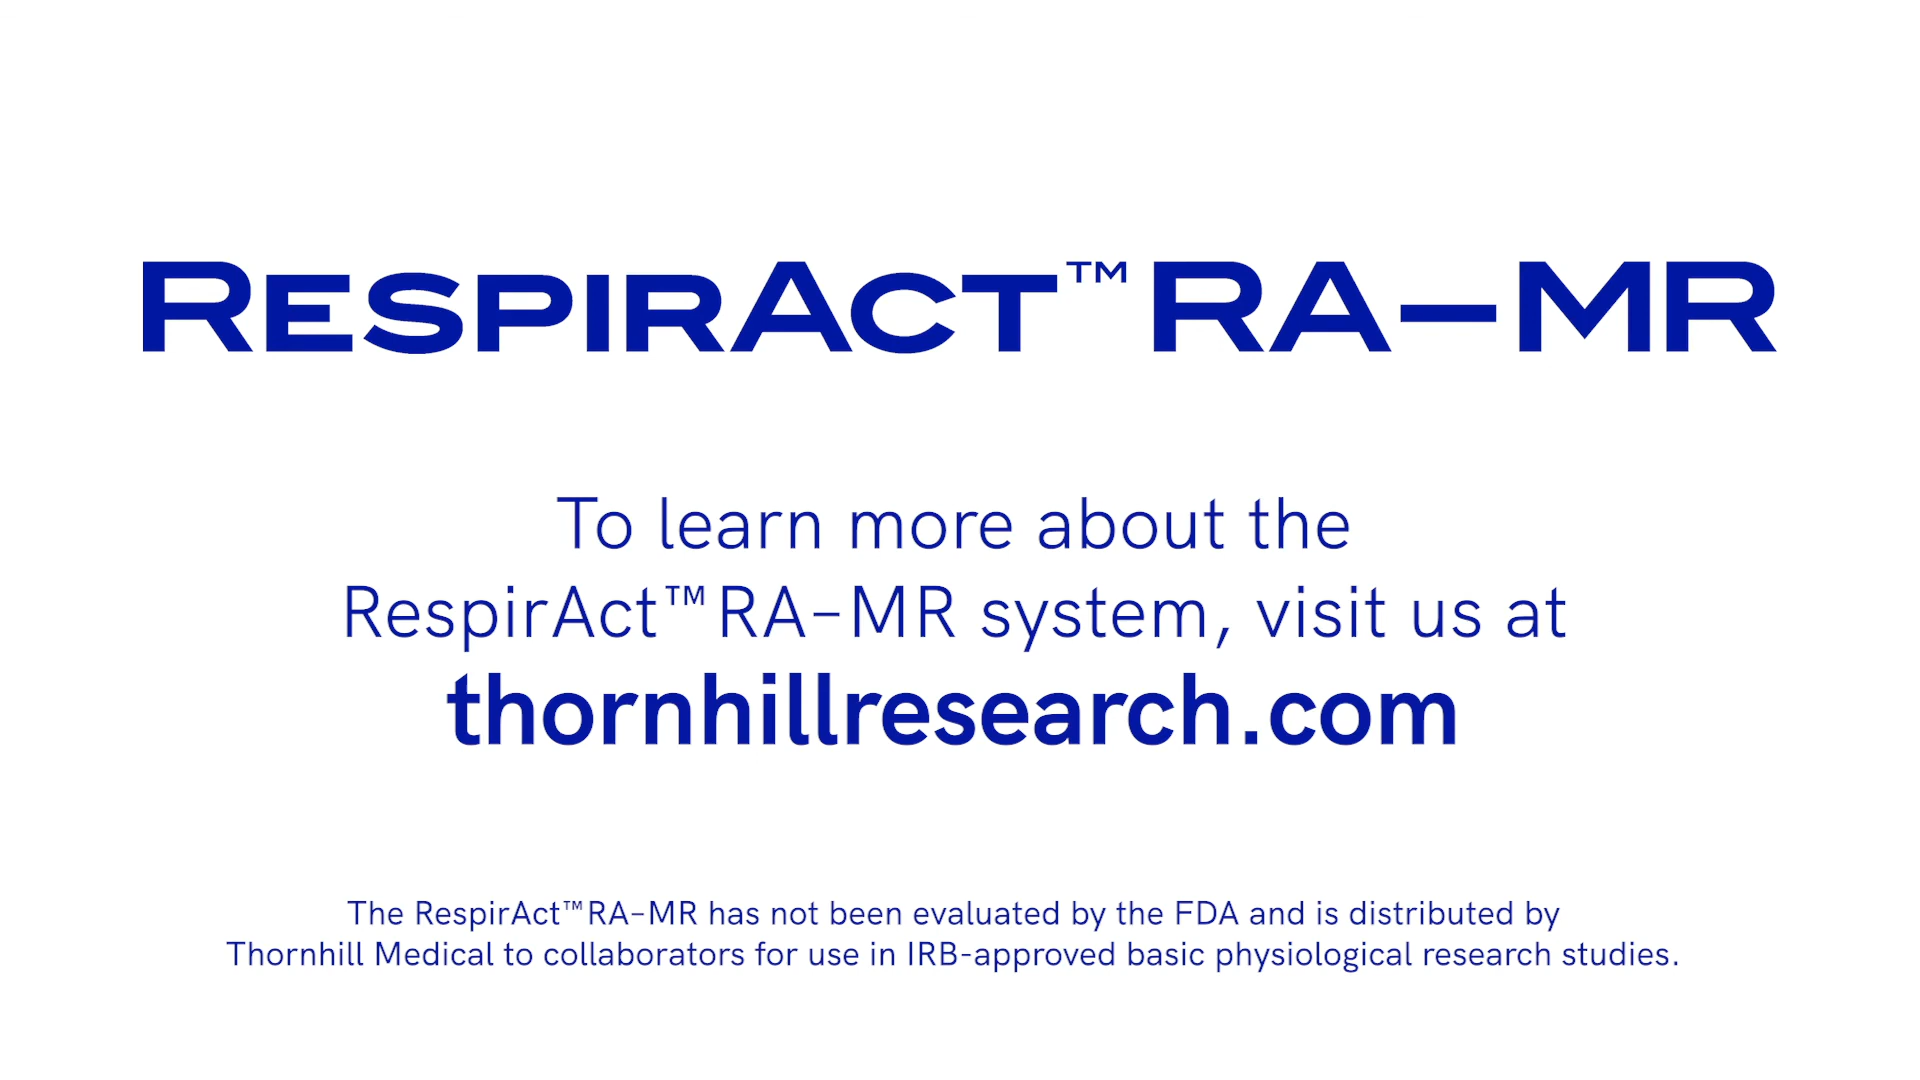 RESPIRACT™ RA–MR
To learn more about the
RespirAct™ RA–MR system, visit us at
thornhillresearch.com
The RespirAct™ RA–MR has not been evaluated by the FDA and is distributed by
Thornhill Medical to collaborators for use in IRB-approved basic physiological research studies.